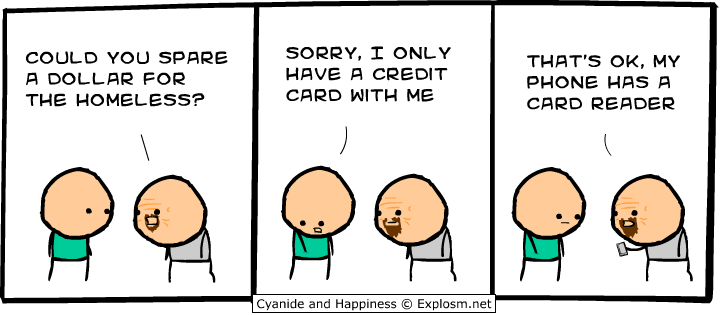 COULD YOU SPARE
A DOLLAR FOR
THE HOMELESS?
SORRY, I ONLY
HAVE A CREDIT
CARD WITH ME
THAT'S OK, MY
PHONE HAS A
CARD READER
Cyanide and Happiness © Explosm.net